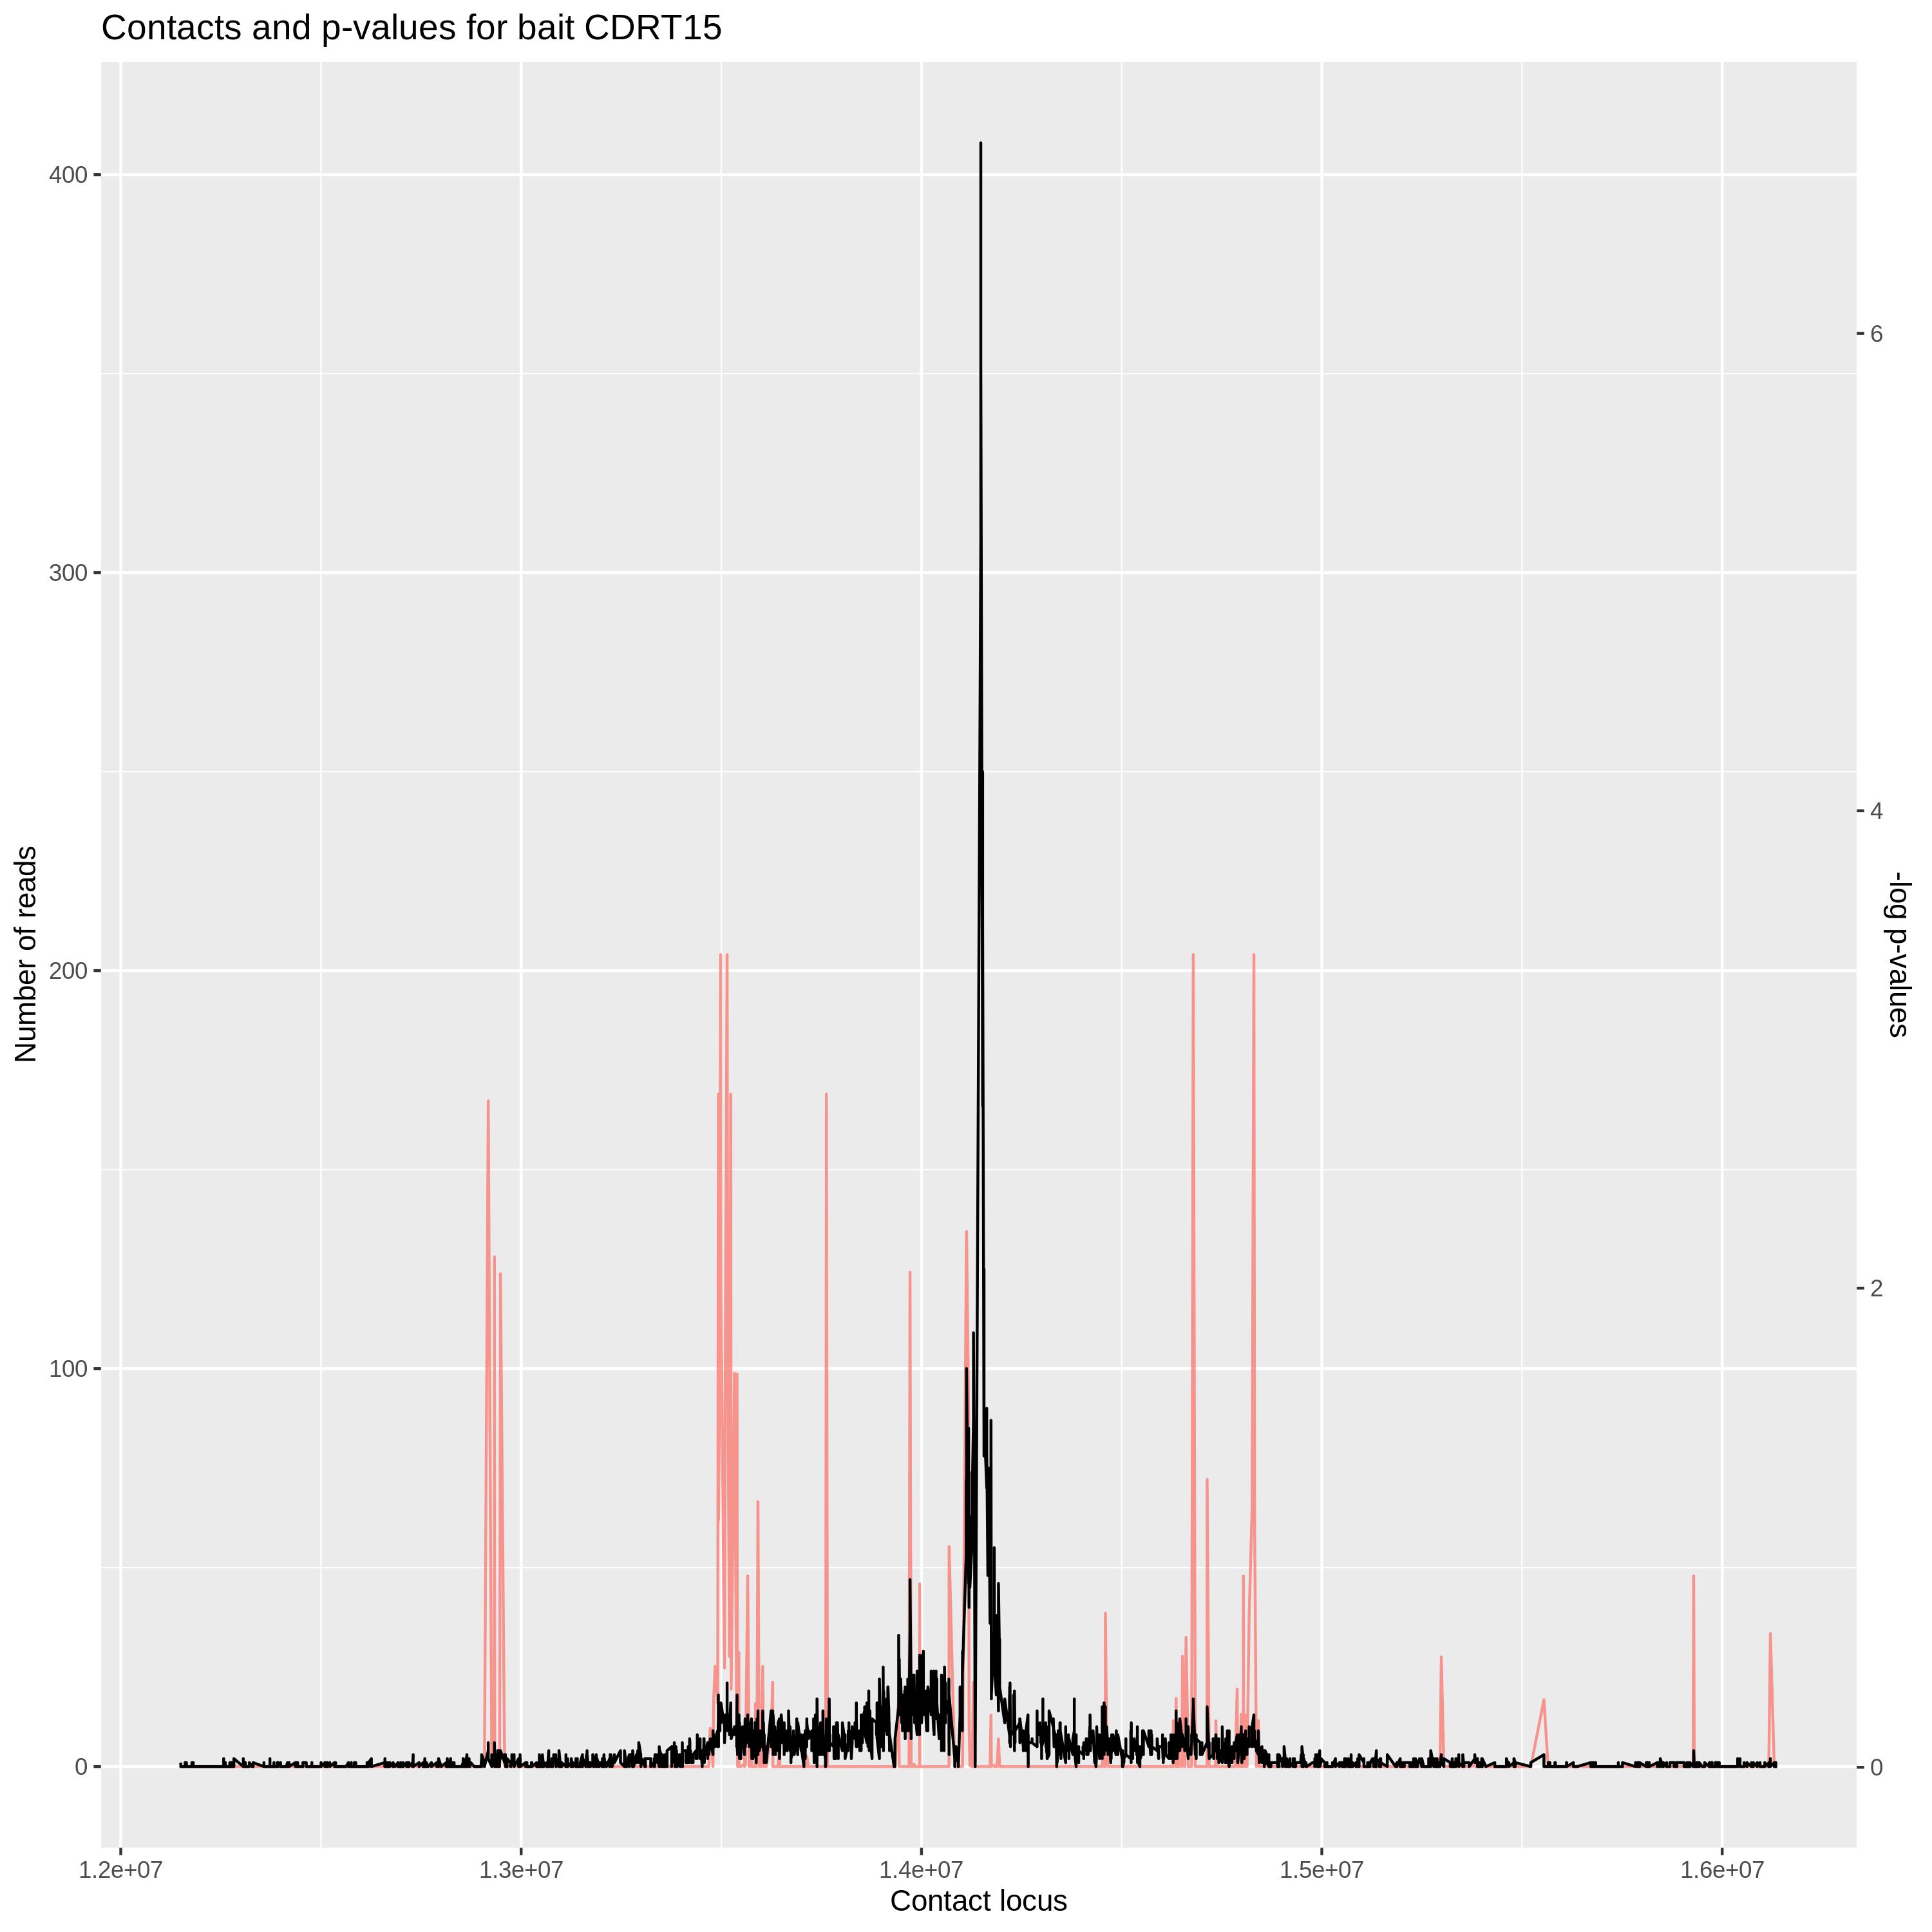 Contacts and p-values for bait CDRT15
400
300
200
100
0
Number of reads
6
4
2
0
-log p-values
1.2e+07
1.3e+07
1.4e+07
1.5e+07
1.6e+07
Contact locus